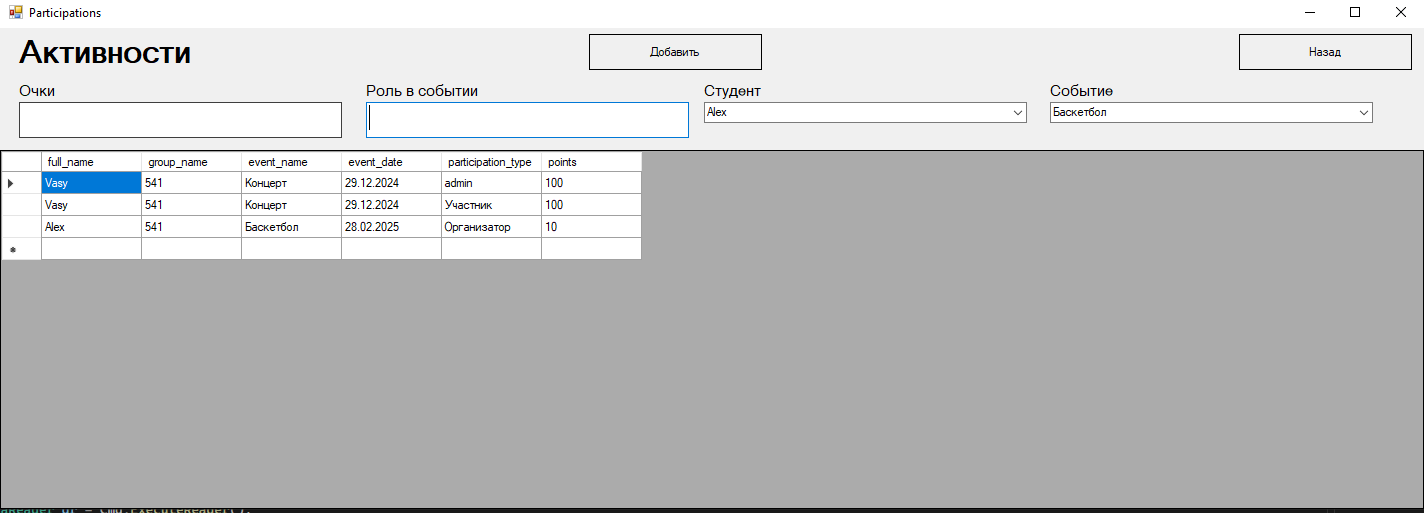 Participations
Активности
Добавить
Назад
Очки
Роль в событии
Студент
Событие
Alex
Баскетбол
full_name group_name event_name event_date participation_type points
Vasy 541 Концерт 29.12.2024 admin 100
Vasy 541 Концерт 29.12.2024 Участник 100
Alex 541 Баскетбол 28.02.2025 Организатор 10